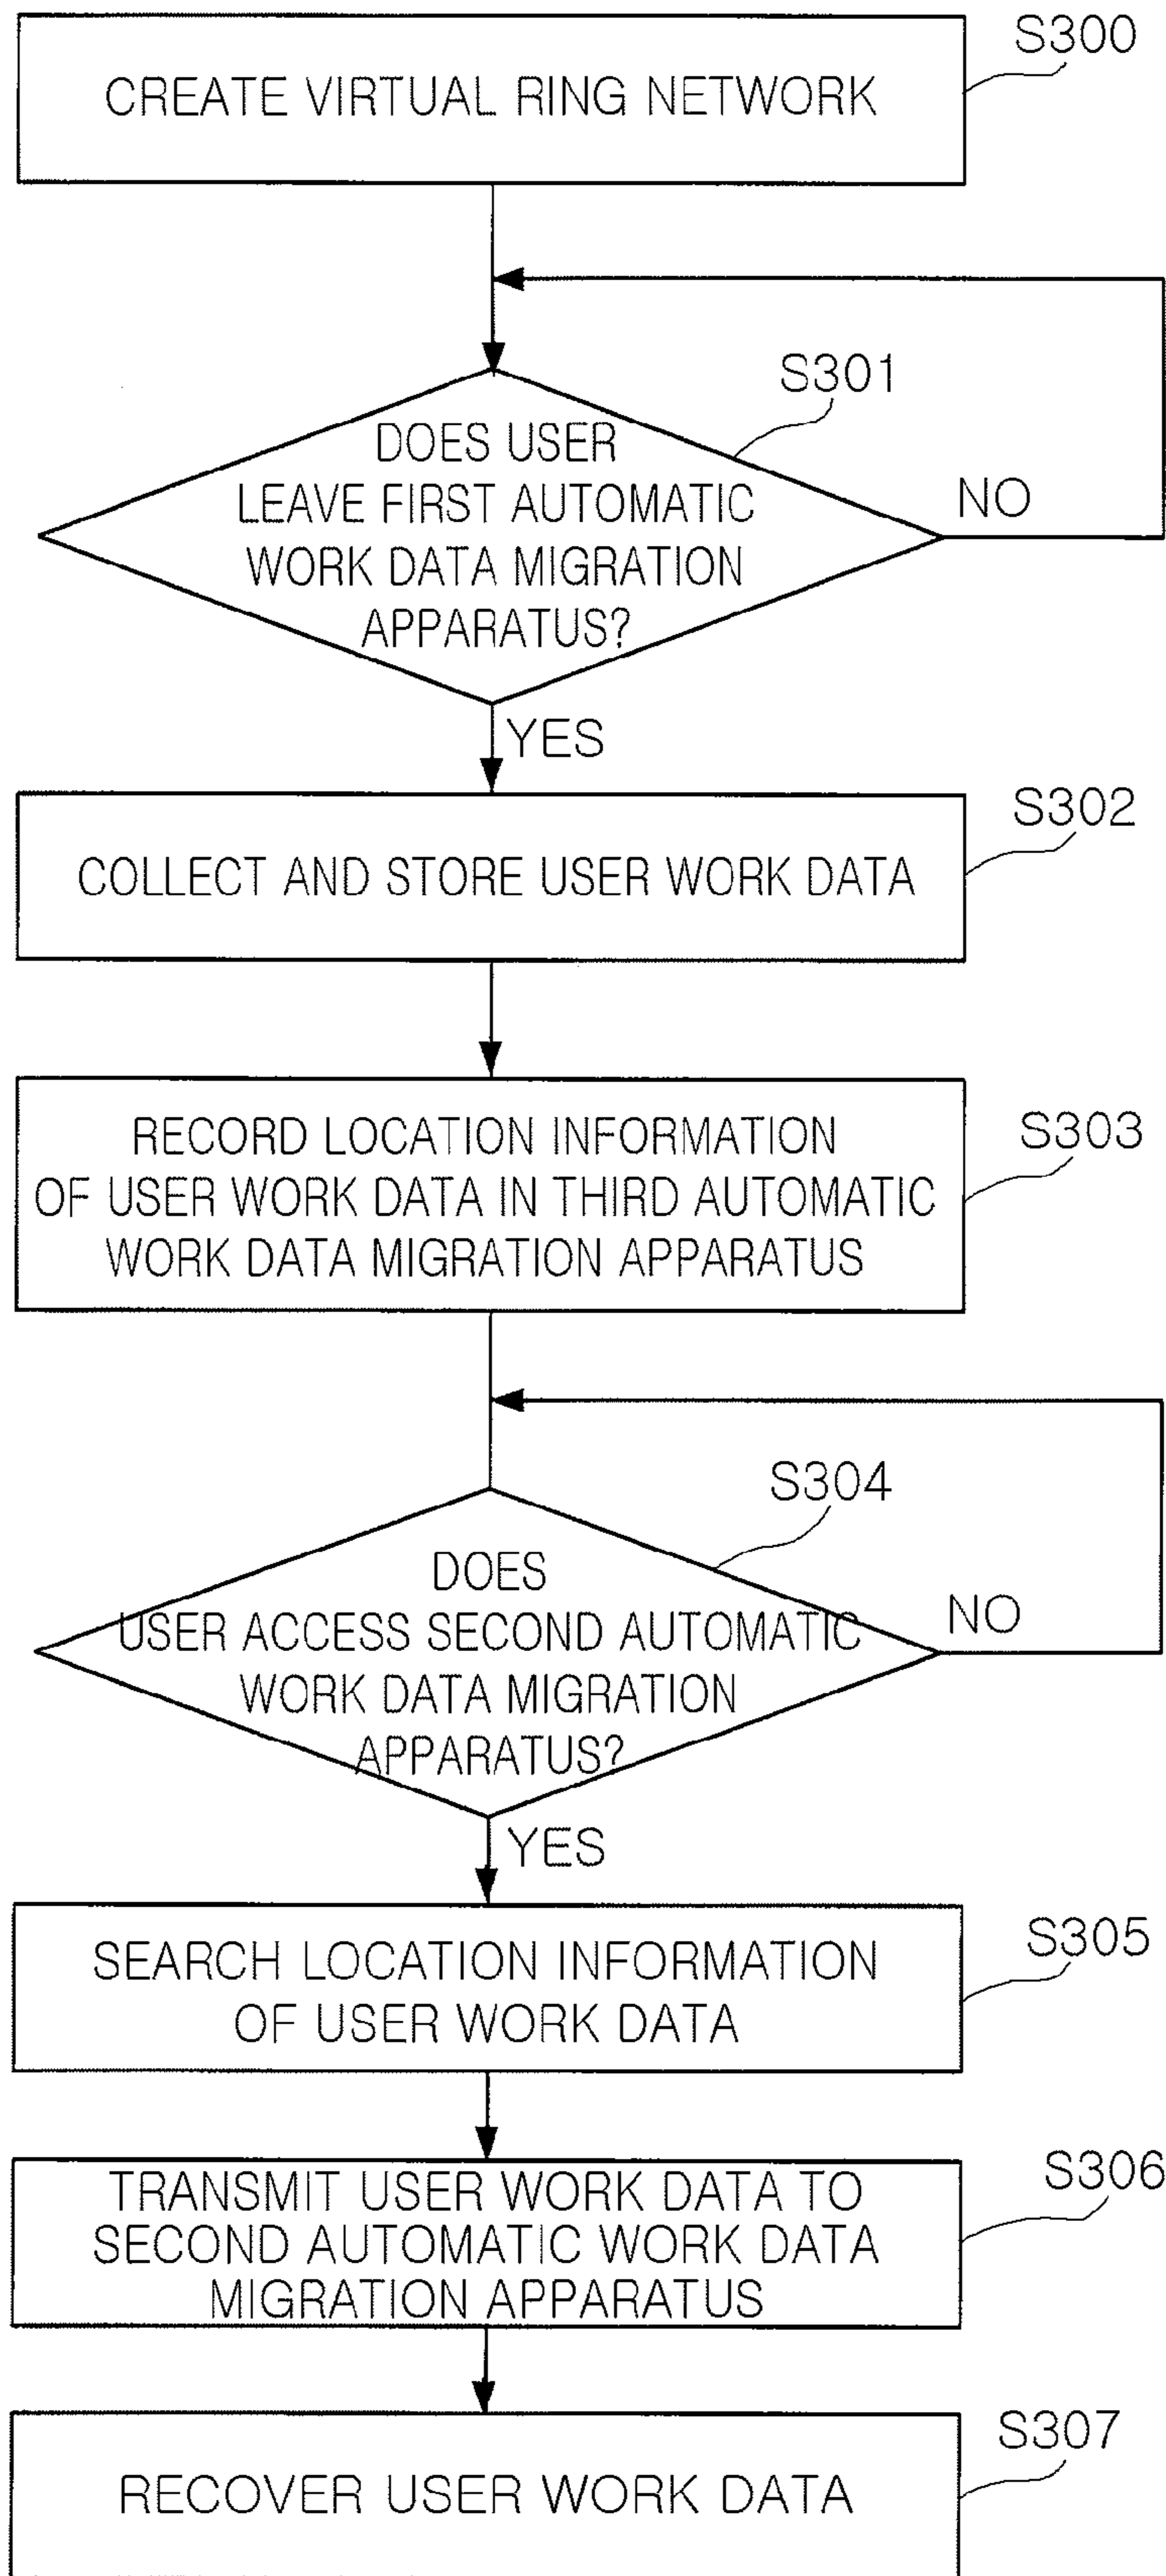 S300
CREATE VIRTUAL RING NETWORK
S301
DOES USER
LEAVE FIRST AUTOMATIC
WORK DATA MIGRATION
APPARATUS?
NO
YES
S302
COLLECT AND STORE USER WORK DATA
S303
RECORD LOCATION INFORMATION
OF USER WORK DATA IN THIRD AUTOMATIC
WORK DATA MIGRATION APPARATUS
S304
DOES
USER ACCESS SECOND AUTOMATIC
WORK DATA MIGRATION
APPARATUS?
NO
YES
S305
SEARCH LOCATION INFORMATION
OF USER WORK DATA
S306
TRANSMIT USER WORK DATA TO
SECOND AUTOMATIC WORK DATA
MIGRATION APPARATUS
S307
RECOVER USER WORK DATA